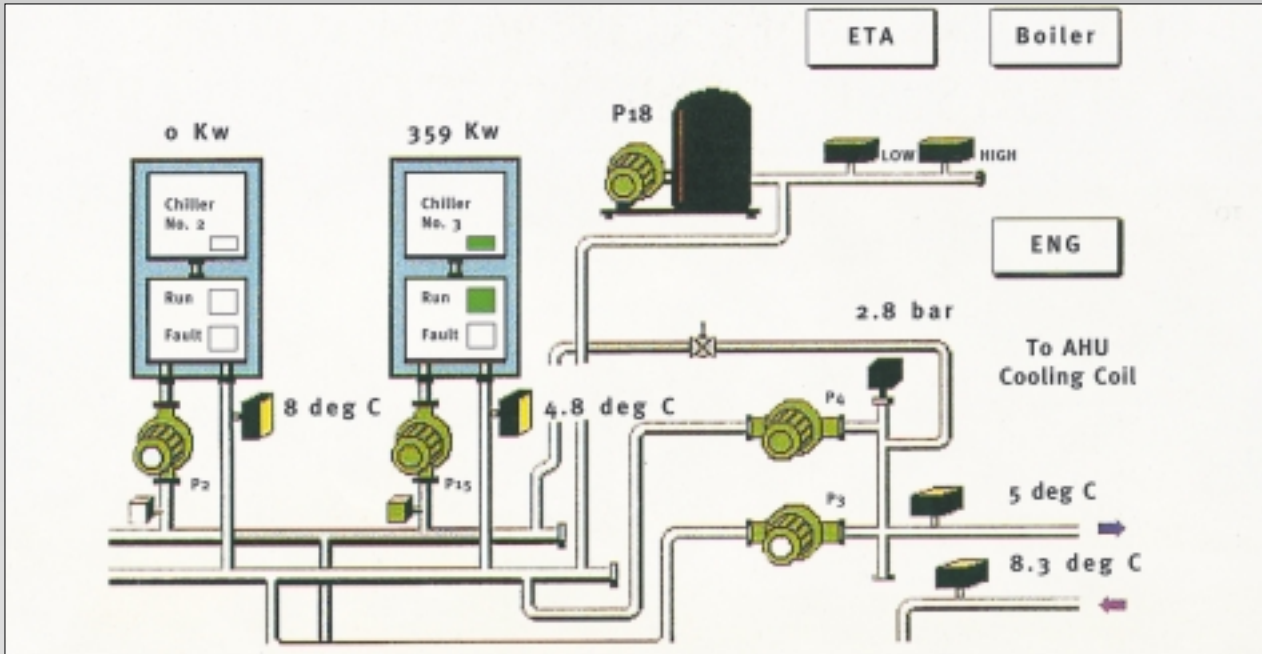 ETA
Boiler
P18
0 Kw
359 Kw
LOW
HIGH
Chiller
No. 2
Chiller
No. 3
ENG
Run
Fault
Run
Fault
2.8 bar
To AHU
Cooling Coil
8 deg C
4.8 deg C
P4
P2
P15
P3
5 deg C
8.3 deg C